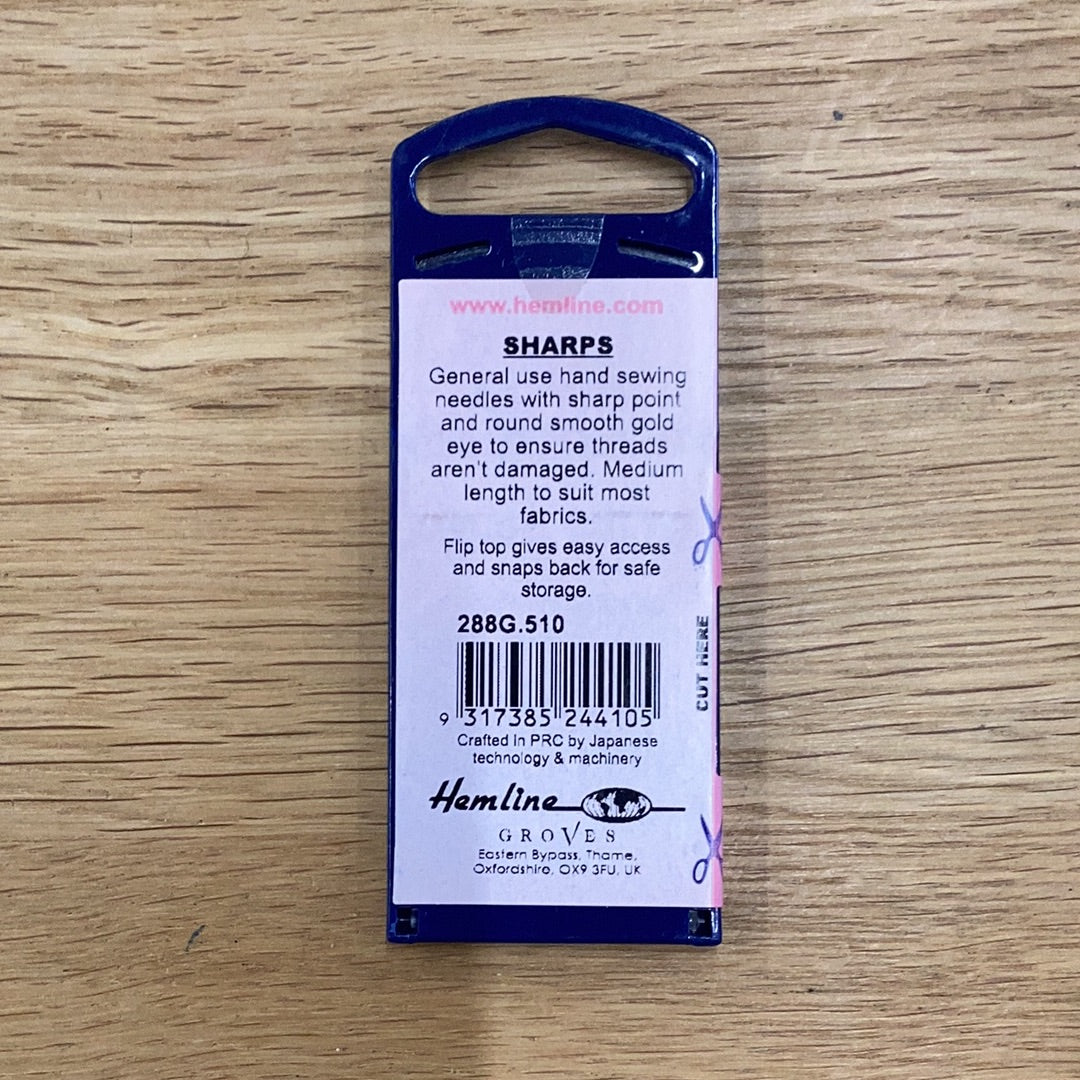 www.hemline.com
SHARPS
General use hand sewing
needles with sharp point
and round smooth gold
eye to ensure threads
aren't damaged. Medium
length to suit most
fabrics.
Flip top gives easy access
and snaps back for safe
storage.
288G.510
9 317385 244105
Crafted in PRC by Japanese
technology & machinery
Hemline
GROVES
Eastern Bypass, Thame,
Oxfordshire, OX9 3FU, UK
CUT HERE